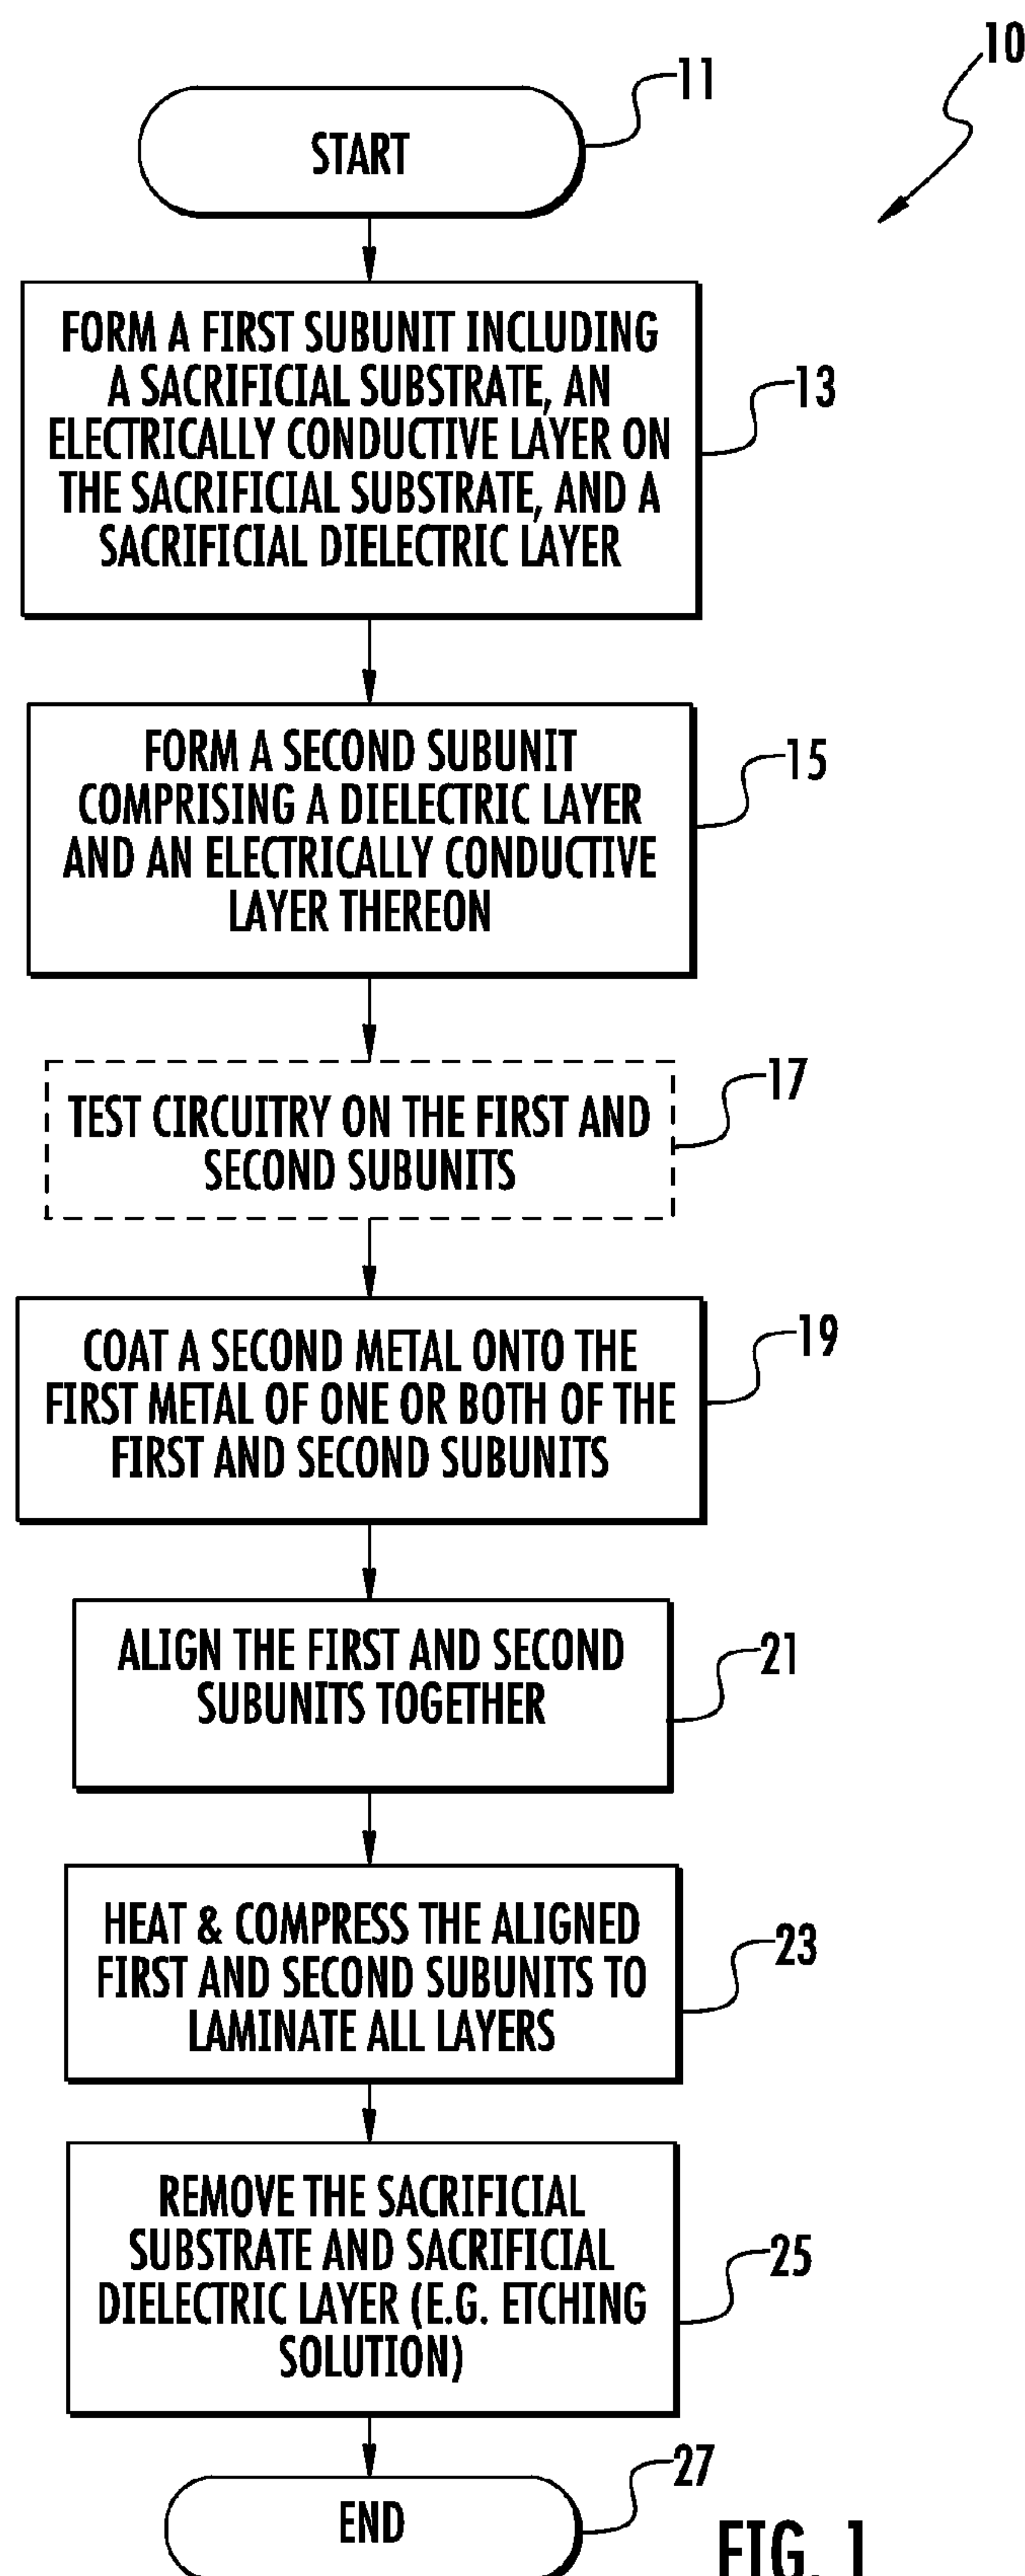 10
11
START
FORM A FIRST SUBUNIT INCLUDING
A SACRIFICIAL SUBSTRATE, AN
ELECTRICALLY CONDUCTIVE LAYER ON
THE SACRIFICIAL SUBSTRATE, AND A
SACRIFICIAL DIELECTRIC LAYER
13
FORM A SECOND SUBUNIT
COMPRISING A DIELECTRIC LAYER
AND AN ELECTRICALLY CONDUCTIVE
LAYER THEREON
15
TEST CIRCUITRY ON THE FIRST AND
SECOND SUBUNITS
17
COAT A SECOND METAL ONTO THE
FIRST METAL OF ONE OR BOTH OF THE
FIRST AND SECOND SUBUNITS
19
ALIGN THE FIRST AND SECOND
SUBUNITS TOGETHER
21
HEAT & COMPRESS THE ALIGNED
FIRST AND SECOND SUBUNITS TO
LAMINATE ALL LAYERS
23
REMOVE THE SACRIFICIAL
SUBSTRATE AND SACRIFICIAL
DIELECTRIC LAYER (E.G. ETCHING
SOLUTION)
25
END
27
FIG. 1